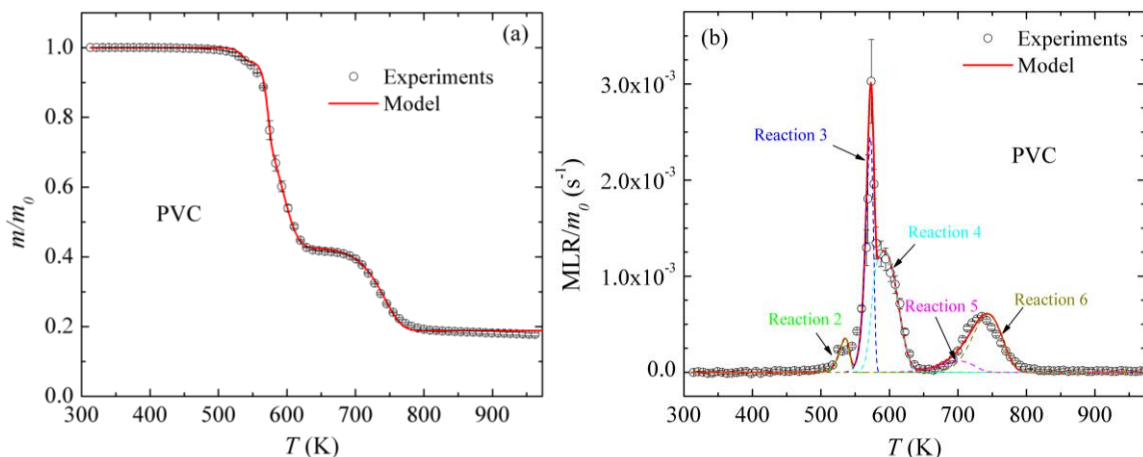 (a)
1.0
0.8
0.6
0.4
0.2
0.0
m/m₀
Experiments
Model
PVC
300 400 500 600 700 800 900
T (K)
(b)
3.0x10⁻³
2.0x10⁻³
1.0x10⁻³
0.0
MLR/m₀ (s⁻¹)
Experiments
Model
Reaction 3
PVC
Reaction 4
Reaction 5
Reaction 6
Reaction 2
300 400 500 600 700 800 900
T (K)